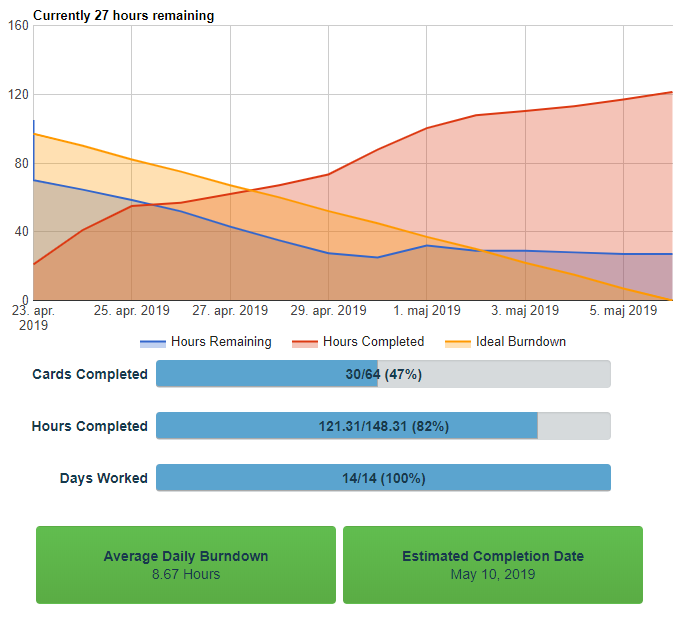 Currently 27 hours remaining
160
120
80
40
0
23. apr.
2019
25. apr. 2019
27. apr. 2019
29. apr. 2019
1. maj 2019
3. maj 2019
5. maj 2019
Hours Remaining
Hours Completed
Ideal Burndown
Cards Completed
30/64 (47%)
Hours Completed
121.31/148.31 (82%)
Days Worked
14/14 (100%)
Average Daily Burndown
8.67 Hours
Estimated Completion Date
May 10, 2019